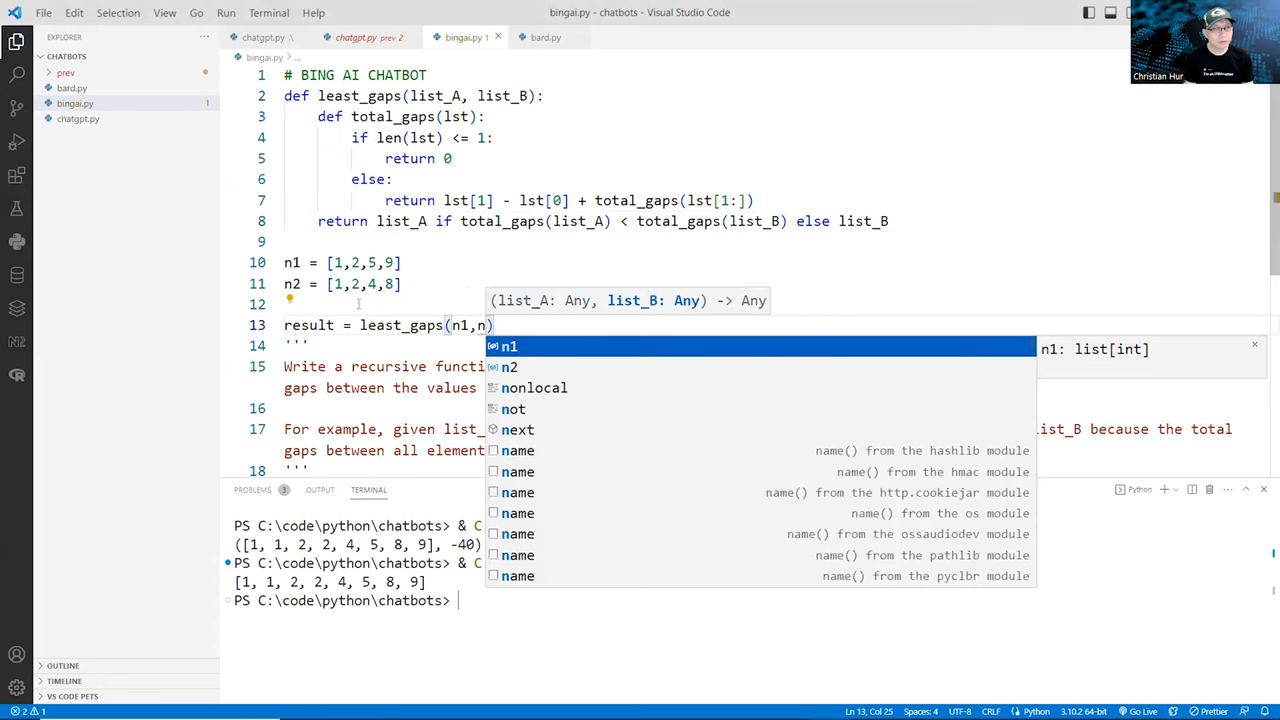 File Edit Selection View Go Run Terminal Help
bingai.py - chatbots - Visual Studio Code
EXPLORER
CHATBOTS
prev
bard.py
bingai.py 1
chatgpt.py
OUTLINE
TIMELINE
VS CODE PETS
chatgpt.py .\ chatgpt.py prev 2 bingai.py 1 bard.py
bingai.py > ...
1 # BING AI CHATBOT
2 def least_gaps(list_A, list_B):
3 def total_gaps(lst):
4 if len(lst) <= 1:
5 return 0
6 else:
7 return lst[1] - lst[0] + total_gaps(lst[1:])
8 return list_A if total_gaps(list_A) < total_gaps(list_B) else list_B
9
10 n1 = [1,2,5,9]
11 n2 = [1,2,4,8]
12
(list_A: Any, list_B: Any) -> Any
13 result = least_gaps(n1,n)
14 '''
15 Write a recursive functi
gaps between the values
16
17 For example, given list_ ist_B because the total
gaps between all element
18 '''
n1
n2
nonlocal
not
next
name name() from the hashlib module
name name() from the hmac module
name name() from the http.cookiejar module
name name() from the os module
name name() from the ossaudiodev module
name name() from the pathlib module
name name() from the pyclbr module
n1: list[int]
PROBLEMS 3 OUTPUT TERMINAL
Python
PS C:\code\python\chatbots> & C
([1, 1, 2, 2, 4, 5, 8, 9], -40)
PS C:\code\python\chatbots> & C
[1, 1, 2, 2, 4, 5, 8, 9]
PS C:\code\python\chatbots>
2 1
Ln 13, Col 25 Spaces: 4 UTF-8 CRLF Python 3.10.2 64-bit Go Live Prettier
Christian Hur